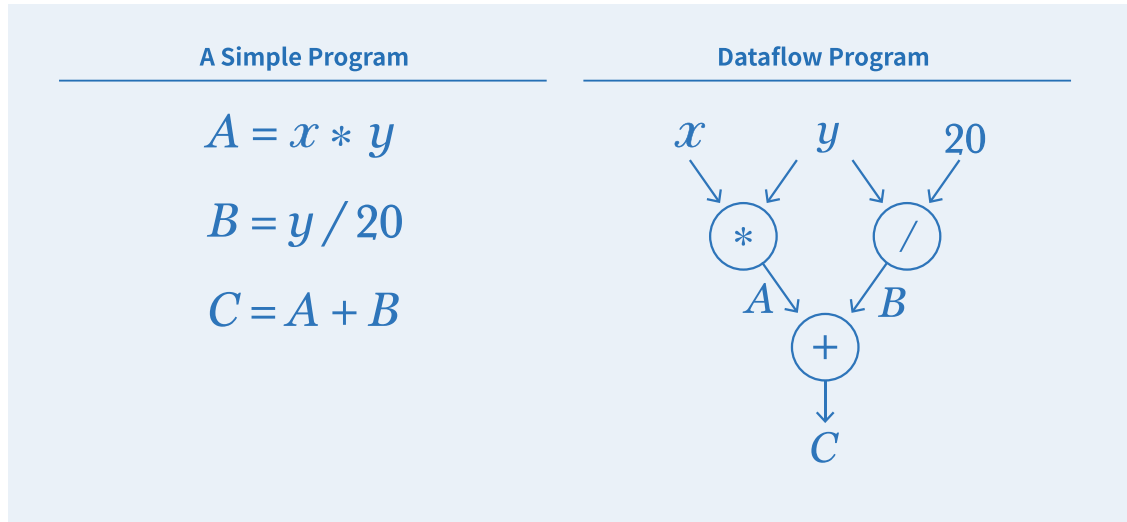 A Simple Program
A = x * y
B = y / 20
C = A + B
Dataflow Program
x y 20
* /
A B
+
C